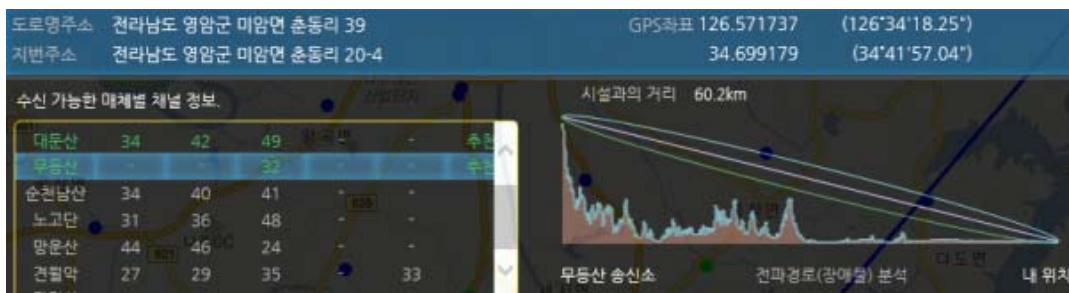 도로명주소 전라남도 영암군 미암면 춘동리 39 GPS좌표 126.571737 (126°34'18.25")
지번주소 전라남도 영암군 미암면 춘동리 20-4 34.699179 (34°41'57.04")
수신 가능한 매체별 채널 정보.
시설과의 거리 60.2km
대둔산 34 42 49 - - 추천
무등산 - - 32 - - 추천
순천남산 34 40 41 - -
노고단 31 36 48 - -
망운산 44 46 24 - -
견월악 27 29 35 - 33
무등산 송신소 전파경로(장애물) 분석 내 위치
다도면
820
821